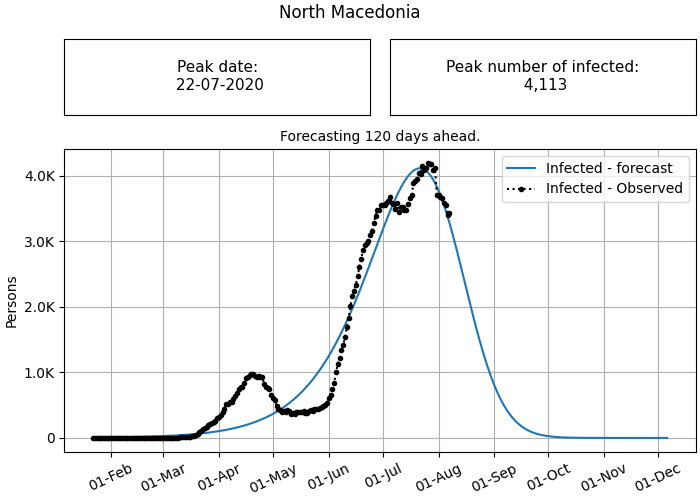 North Macedonia
Peak date:
22-07-2020
Peak number of infected:
4,113
Forecasting 120 days ahead.
Infected - forecast
Infected - Observed
4.0K
3.0K
2.0K
1.0K
0
Persons
01-Feb
01-Mar
01-Apr
01-May
01-Jun
01-Jul
01-Aug
01-Sep
01-Oct
01-Nov
01-Dec